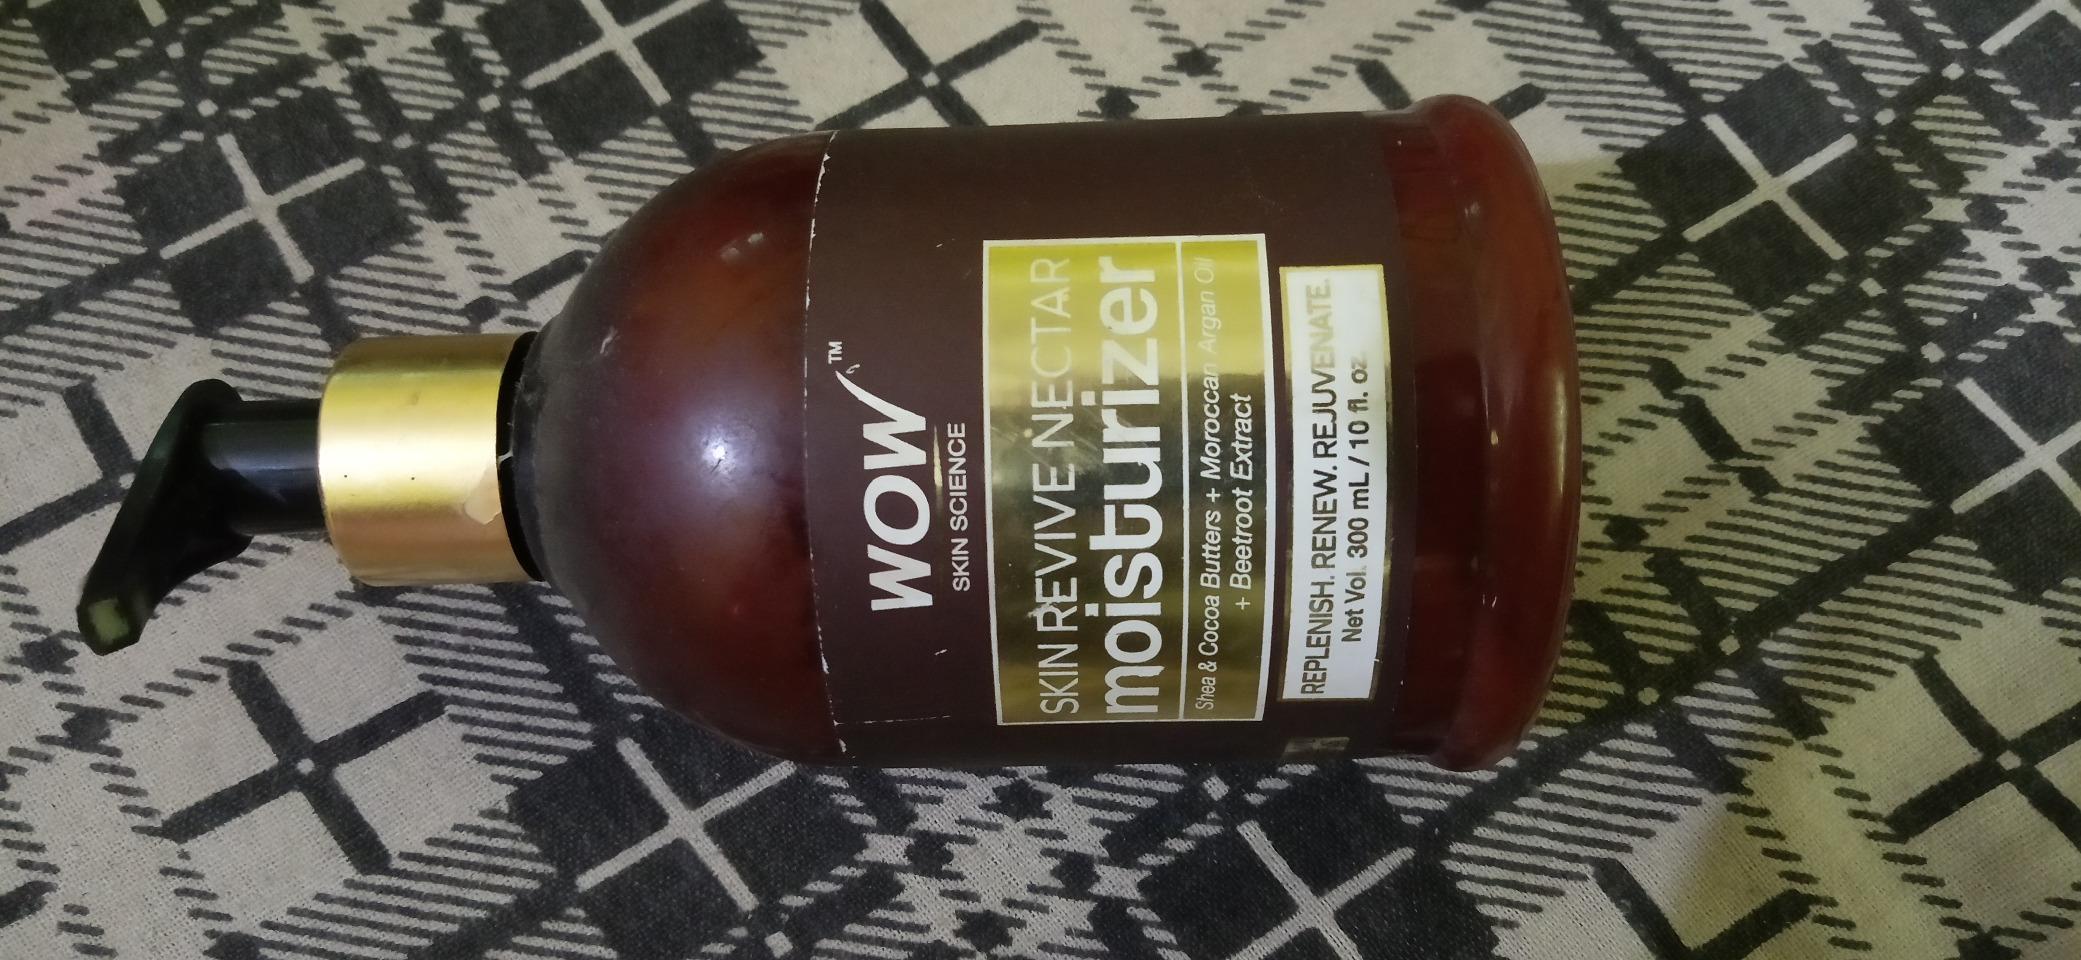 WOW™
SKIN SCIENCE
SKIN REVIVE NECTAR
moisturizer
Shea & Cocoa Butters + Moroccan Argan Oil
+ Beetroot Extract
REPLENISH. RENEW. REJUVENATE.
Net Vol. 300 mL / 10 fl. oz.